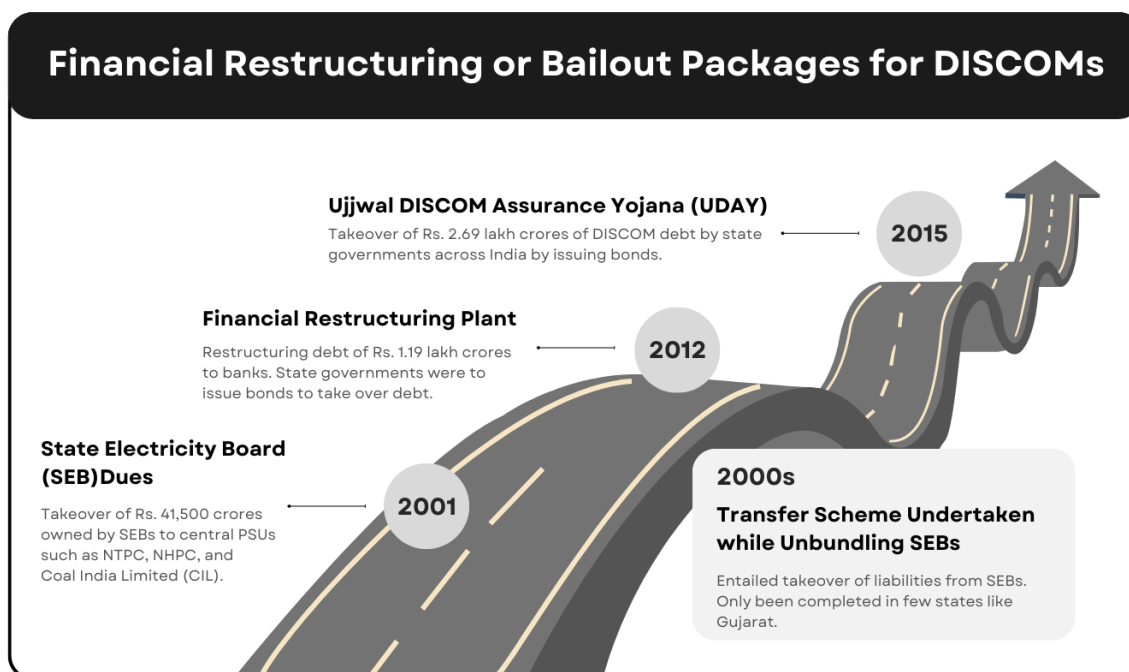 Financial Restructuring or Bailout Packages for DISCOMs
Ujjwal DISCOM Assurance Yojana (UDAY)
Takeover of Rs. 2.69 lakh crores of DISCOM debt by state
governments across India by issuing bonds.
2015
Financial Restructuring Plant
Restructuring debt of Rs. 1.19 lakh crores
to banks. State governments were to
issue bonds to take over debt.
2012
State Electricity Board
(SEB)Dues
Takeover of Rs. 41,500 crores
owned by SEBs to central PSUs
such as NTPC, NHPC, and
Coal India Limited (CIL).
2001
2000s
Transfer Scheme Undertaken
while Unbundling SEBs
Entailed takeover of liabilities from SEBs.
Only been completed in few states like
Gujarat.